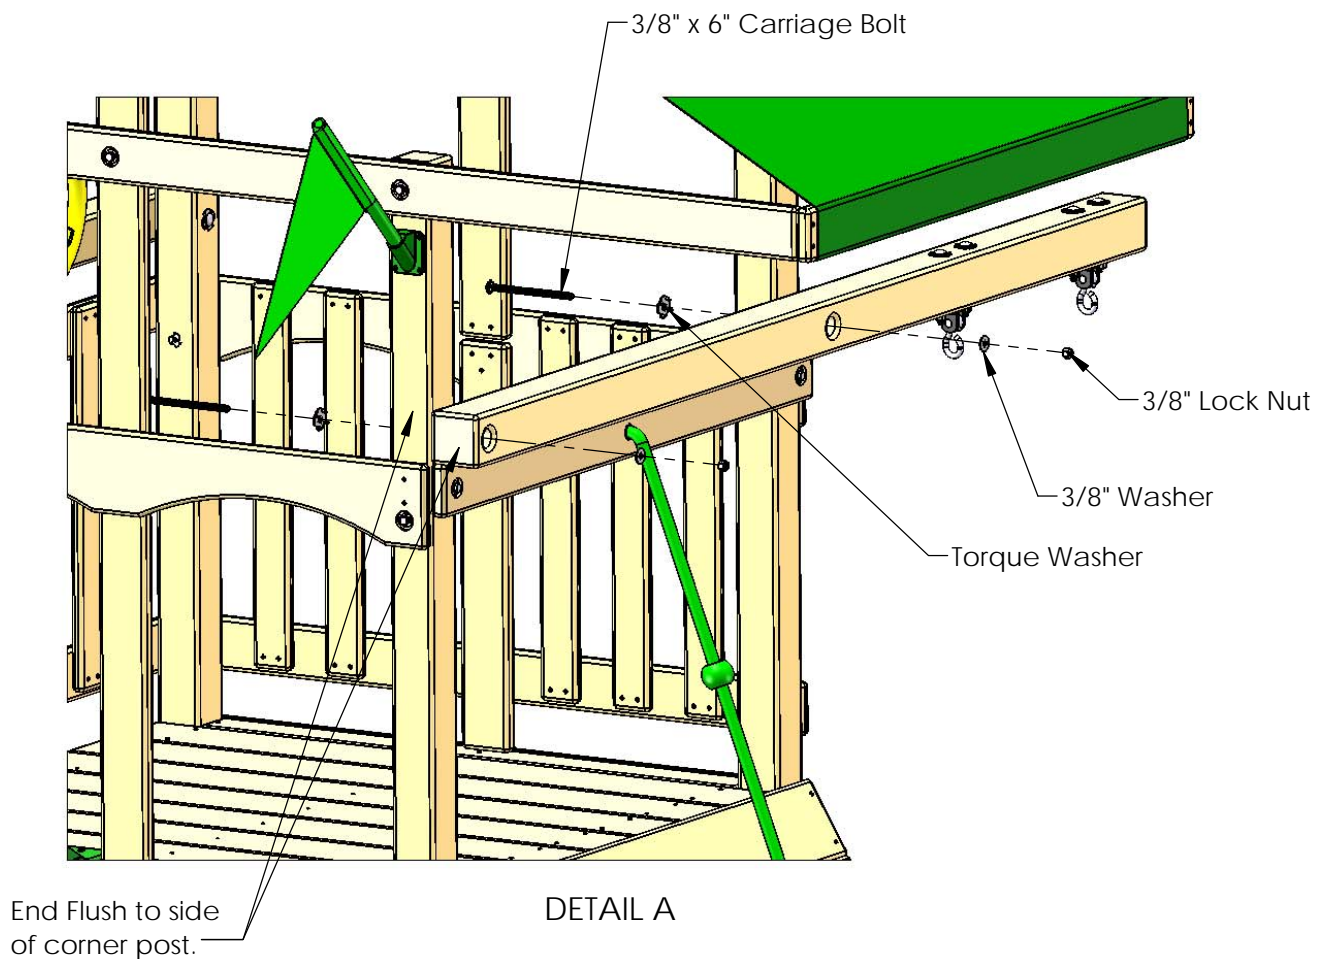 3/8" x 6" Carriage Bolt
3/8" Lock Nut
3/8" Washer
Torque Washer
End Flush to side
of corner post.
DETAIL A